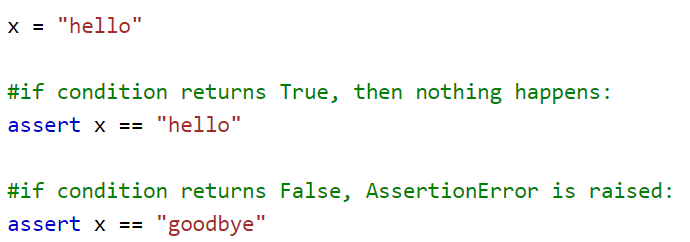 x = "hello"
#if condition returns True, then nothing happens:
assert x == "hello"
#if condition returns False, AssertionError is raised:
assert x == "goodbye"